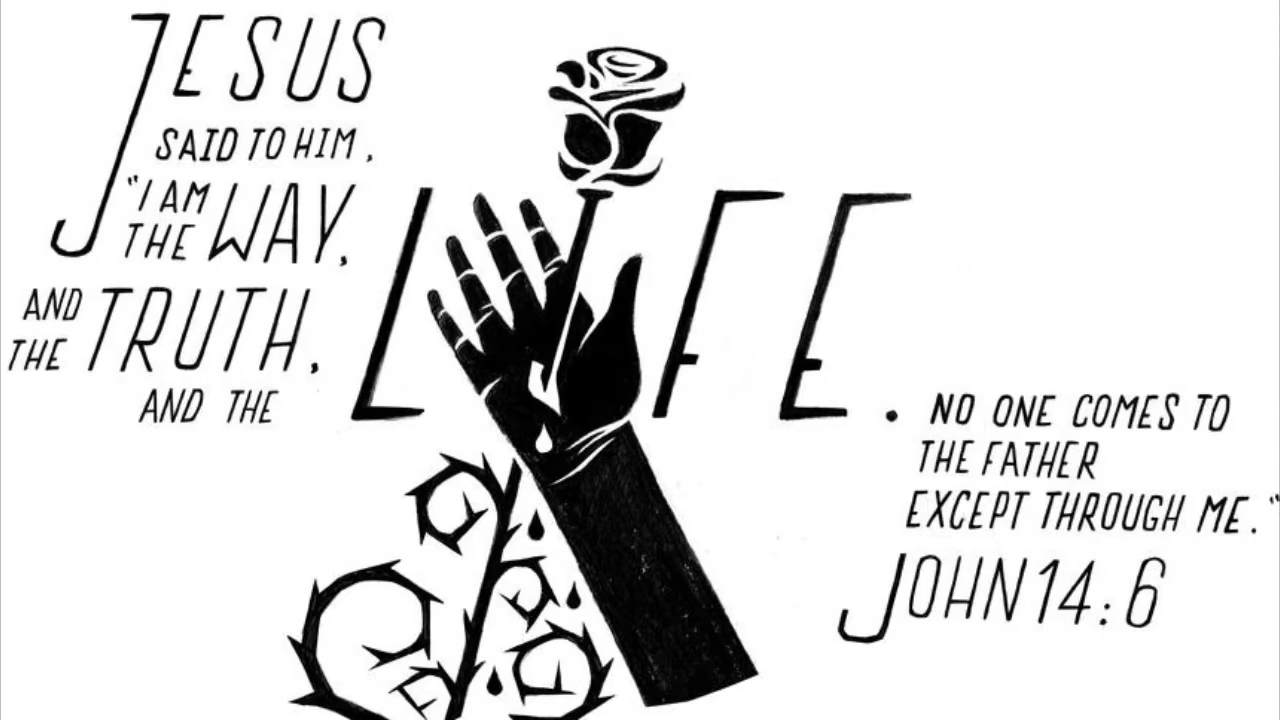 JESUS
SAID TO HIM,
"I AM
THE WAY,
AND
THE TRUTH,
AND THE
LIFE.
NO ONE COMES TO
THE FATHER
EXCEPT THROUGH ME."
JOHN 14:6